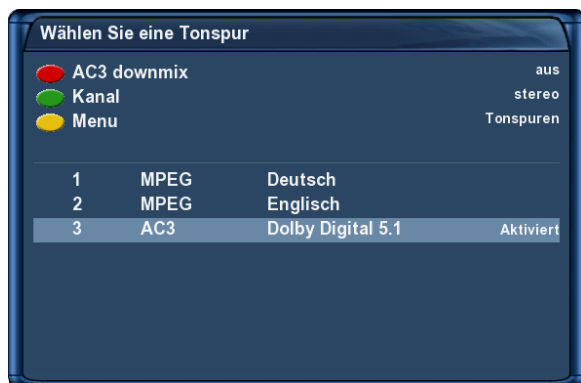 Wählen Sie eine Tonspur
AC3 downmix aus
Kanal stereo
Menu Tonspuren
1 MPEG Deutsch
2 MPEG Englisch
3 AC3 Dolby Digital 5.1 Aktiviert